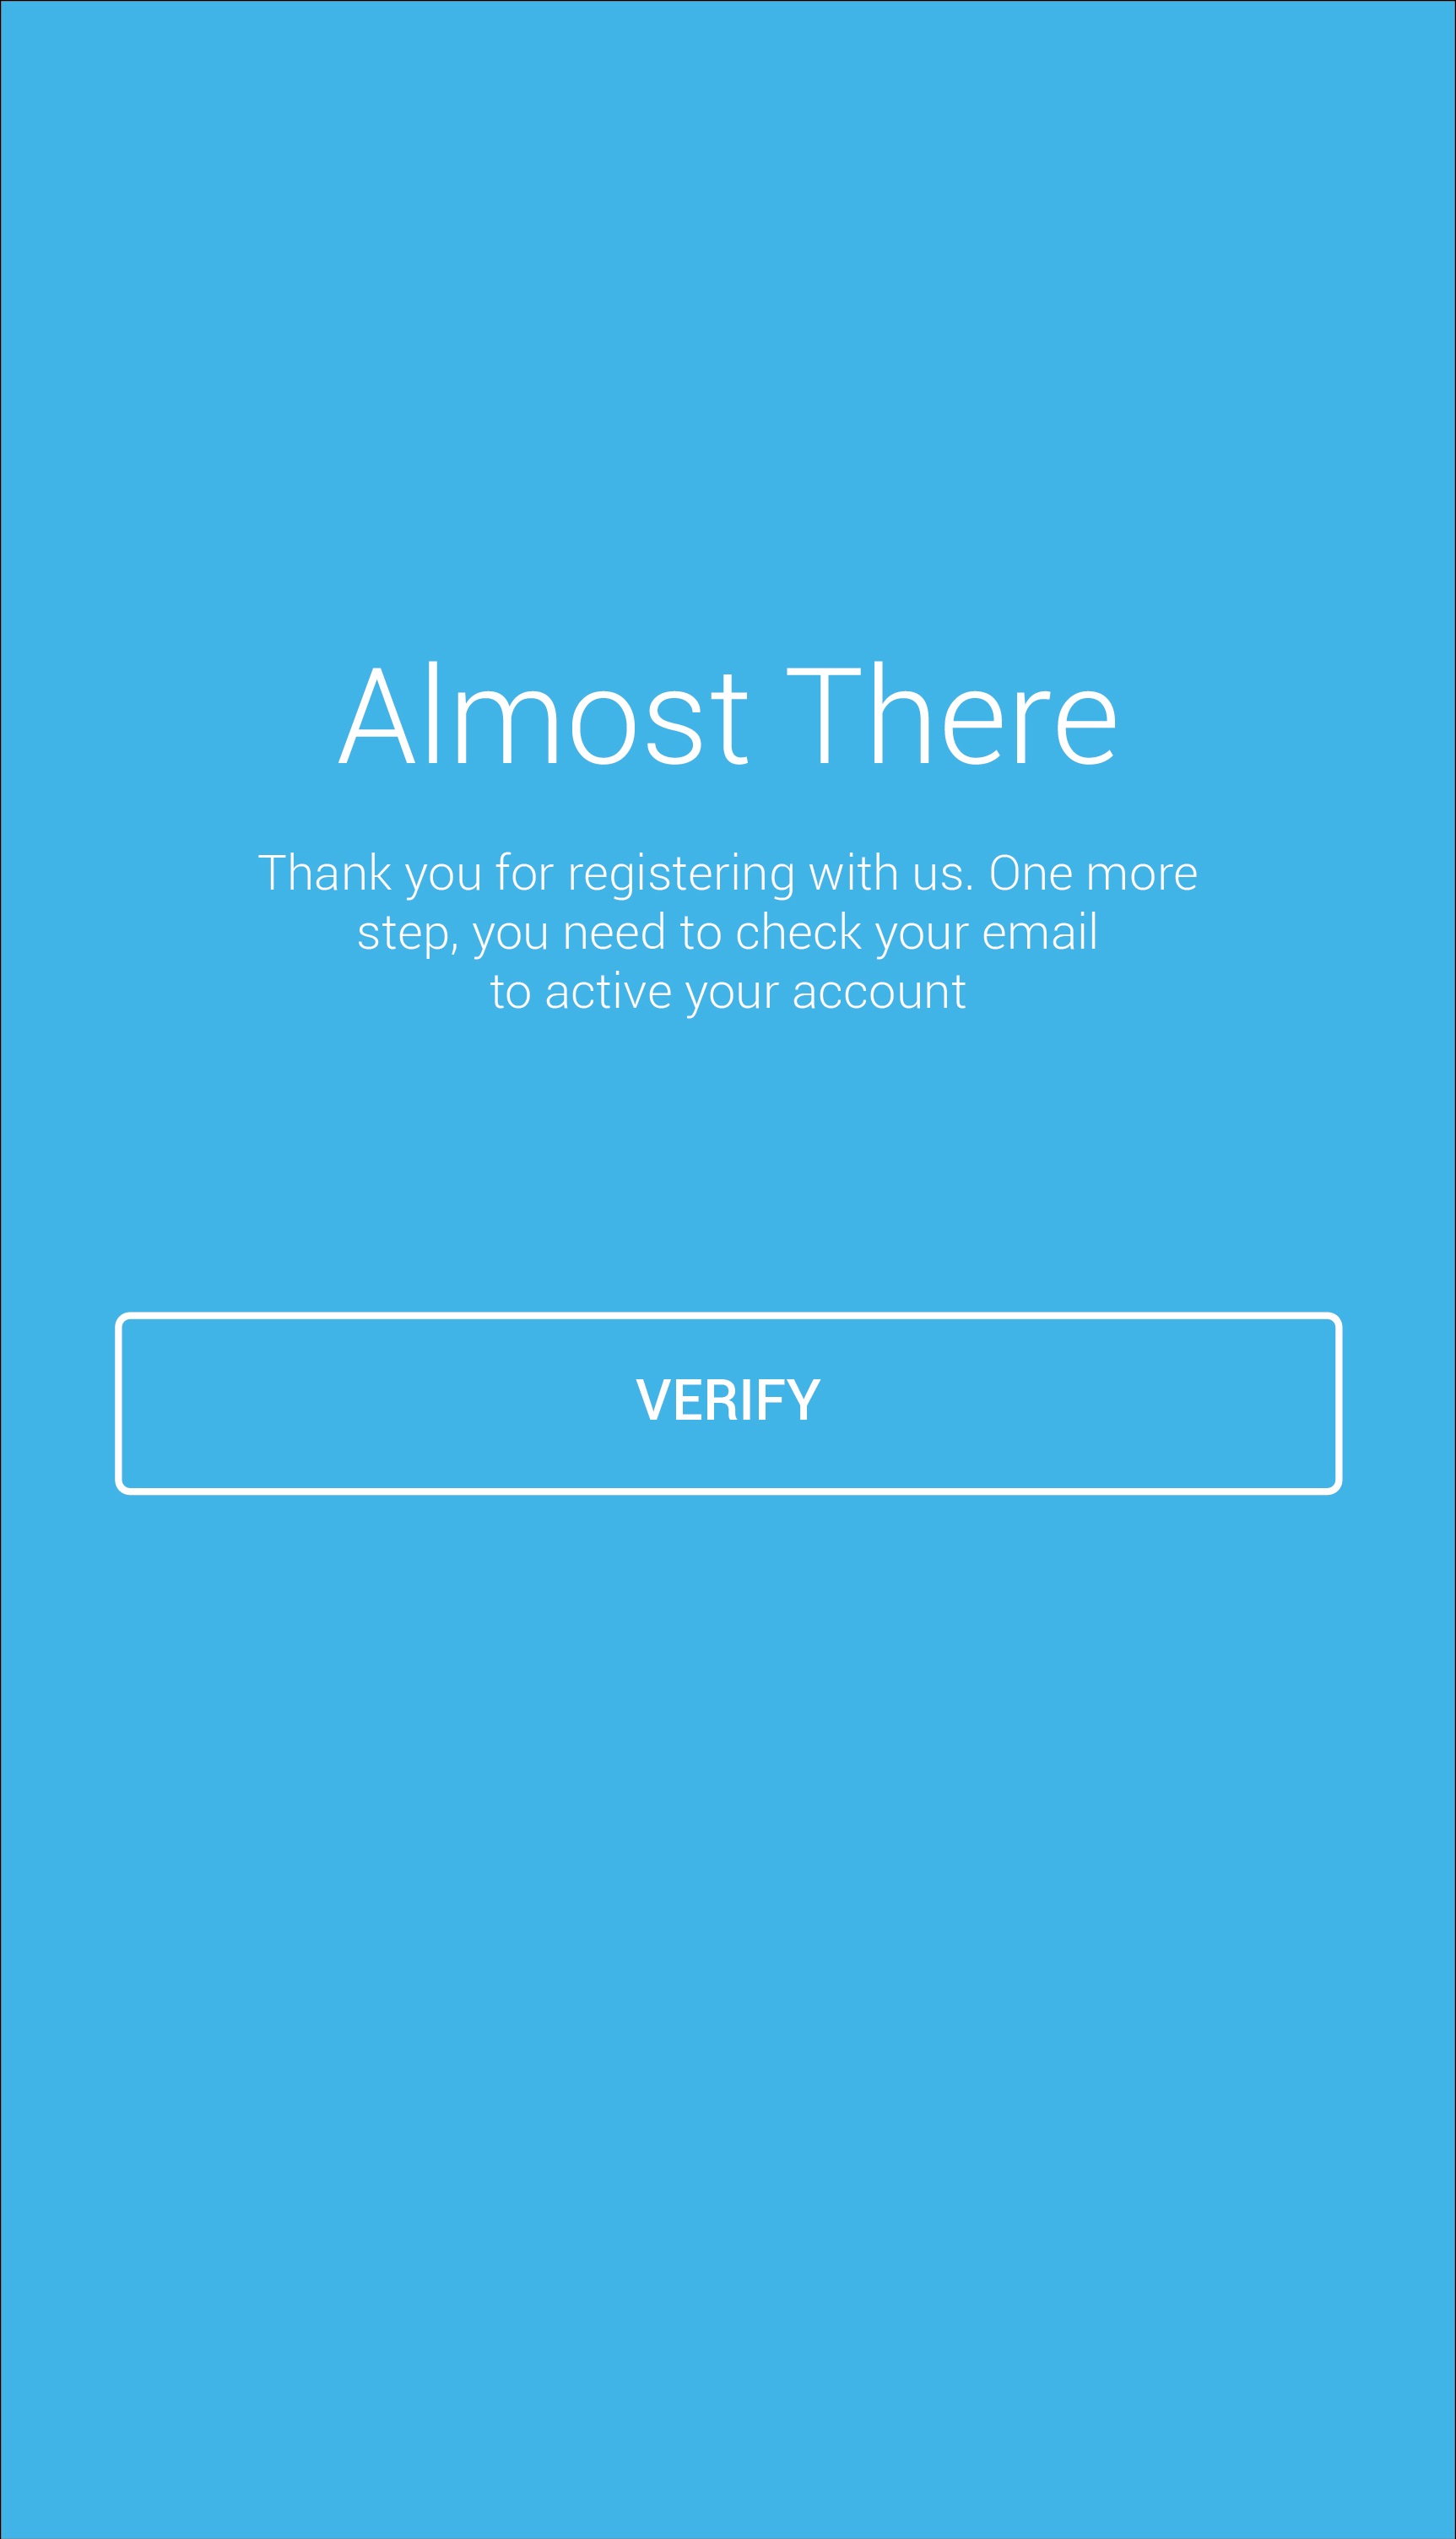 Almost There
Thank you for registering with us. One more
step, you need to check your email
to active your account
VERIFY